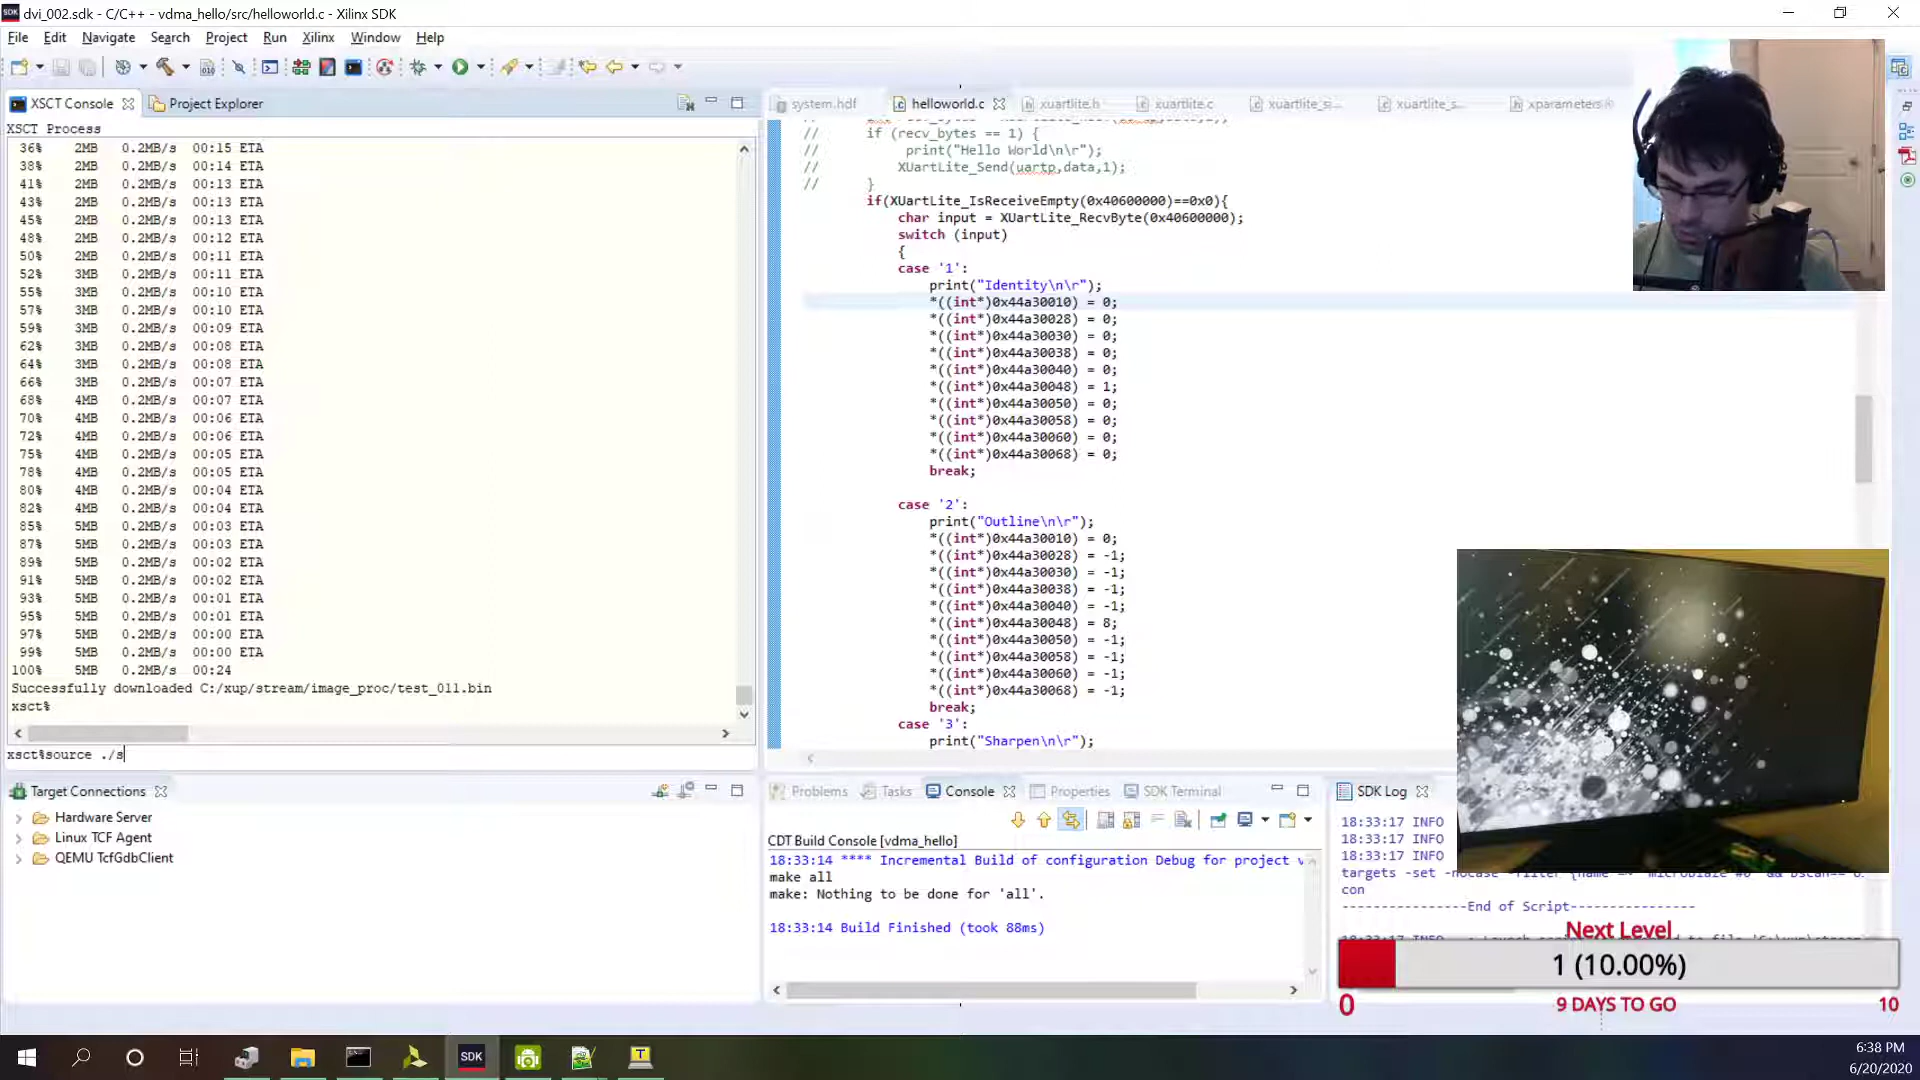 dvi_002.sdk - C/C++ - vdma_hello/src/helloworld.c - Xilinx SDK
File Edit Navigate Search Project Run Xilinx Window Help
XSCT Console
Project Explorer
XSCT Process
36% 2MB 0.2MB/s 00:15 ETA
38% 2MB 0.2MB/s 00:14 ETA
41% 2MB 0.2MB/s 00:13 ETA
43% 2MB 0.2MB/s 00:13 ETA
45% 2MB 0.2MB/s 00:13 ETA
48% 2MB 0.2MB/s 00:12 ETA
50% 2MB 0.2MB/s 00:11 ETA
52% 3MB 0.2MB/s 00:11 ETA
55% 3MB 0.2MB/s 00:10 ETA
57% 3MB 0.2MB/s 00:10 ETA
59% 3MB 0.2MB/s 00:09 ETA
62% 3MB 0.2MB/s 00:08 ETA
64% 3MB 0.2MB/s 00:08 ETA
66% 3MB 0.2MB/s 00:07 ETA
68% 4MB 0.2MB/s 00:07 ETA
70% 4MB 0.2MB/s 00:06 ETA
72% 4MB 0.2MB/s 00:06 ETA
75% 4MB 0.2MB/s 00:05 ETA
78% 4MB 0.2MB/s 00:05 ETA
80% 4MB 0.2MB/s 00:04 ETA
82% 4MB 0.2MB/s 00:04 ETA
85% 5MB 0.2MB/s 00:03 ETA
87% 5MB 0.2MB/s 00:03 ETA
89% 5MB 0.2MB/s 00:02 ETA
91% 5MB 0.2MB/s 00:02 ETA
93% 5MB 0.2MB/s 00:01 ETA
95% 5MB 0.2MB/s 00:01 ETA
97% 5MB 0.2MB/s 00:00 ETA
99% 5MB 0.2MB/s 00:00 ETA
100% 5MB 0.2MB/s 00:24
Successfully downloaded C:/xup/stream/image_proc/test_011.bin
xsct%
xsct%source ./s
Target Connections
Hardware Server
Linux TCF Agent
QEMU TcfGdbClient
system.hdf helloworld.c xuartlite.h xuartlite.c xuartlite_si... xuartlite_s... xparameters.h
// if (recv_bytes == 1) {
// print("Hello World\n\r");
// XUartLite_Send(uartp,data,1);
// }
if(XUartLite_IsReceiveEmpty(0x40600000)==0x0){
char input = XUartLite_RecvByte(0x40600000);
switch (input)
{
case '1':
print("Identity\n\r");
*((int*)0x44a30010) = 0;
*((int*)0x44a30028) = 0;
*((int*)0x44a30030) = 0;
*((int*)0x44a30038) = 0;
*((int*)0x44a30040) = 0;
*((int*)0x44a30048) = 1;
*((int*)0x44a30050) = 0;
*((int*)0x44a30058) = 0;
*((int*)0x44a30060) = 0;
*((int*)0x44a30068) = 0;
break;
case '2':
print("Outline\n\r");
*((int*)0x44a30010) = 0;
*((int*)0x44a30028) = -1;
*((int*)0x44a30030) = -1;
*((int*)0x44a30038) = -1;
*((int*)0x44a30040) = -1;
*((int*)0x44a30048) = 8;
*((int*)0x44a30050) = -1;
*((int*)0x44a30058) = -1;
*((int*)0x44a30060) = -1;
*((int*)0x44a30068) = -1;
break;
case '3':
print("Sharpen\n\r");
Problems Tasks Console Properties SDK Terminal
CDT Build Console [vdma_hello]
18:33:14 **** Incremental Build of configuration Debug for project v
make all
make: Nothing to be done for 'all'.
18:33:14 Build Finished (took 88ms)
SDK Log
18:33:17 INFO
18:33:17 INFO
18:33:17 INFO
targets -set -nocase -filter {name =~
con
----------------End of Script----------------
18:33:17 INFO
Next Level
1 (10.00%)
0
9 DAYS TO GO
10
SDK
6:38 PM
6/20/2020